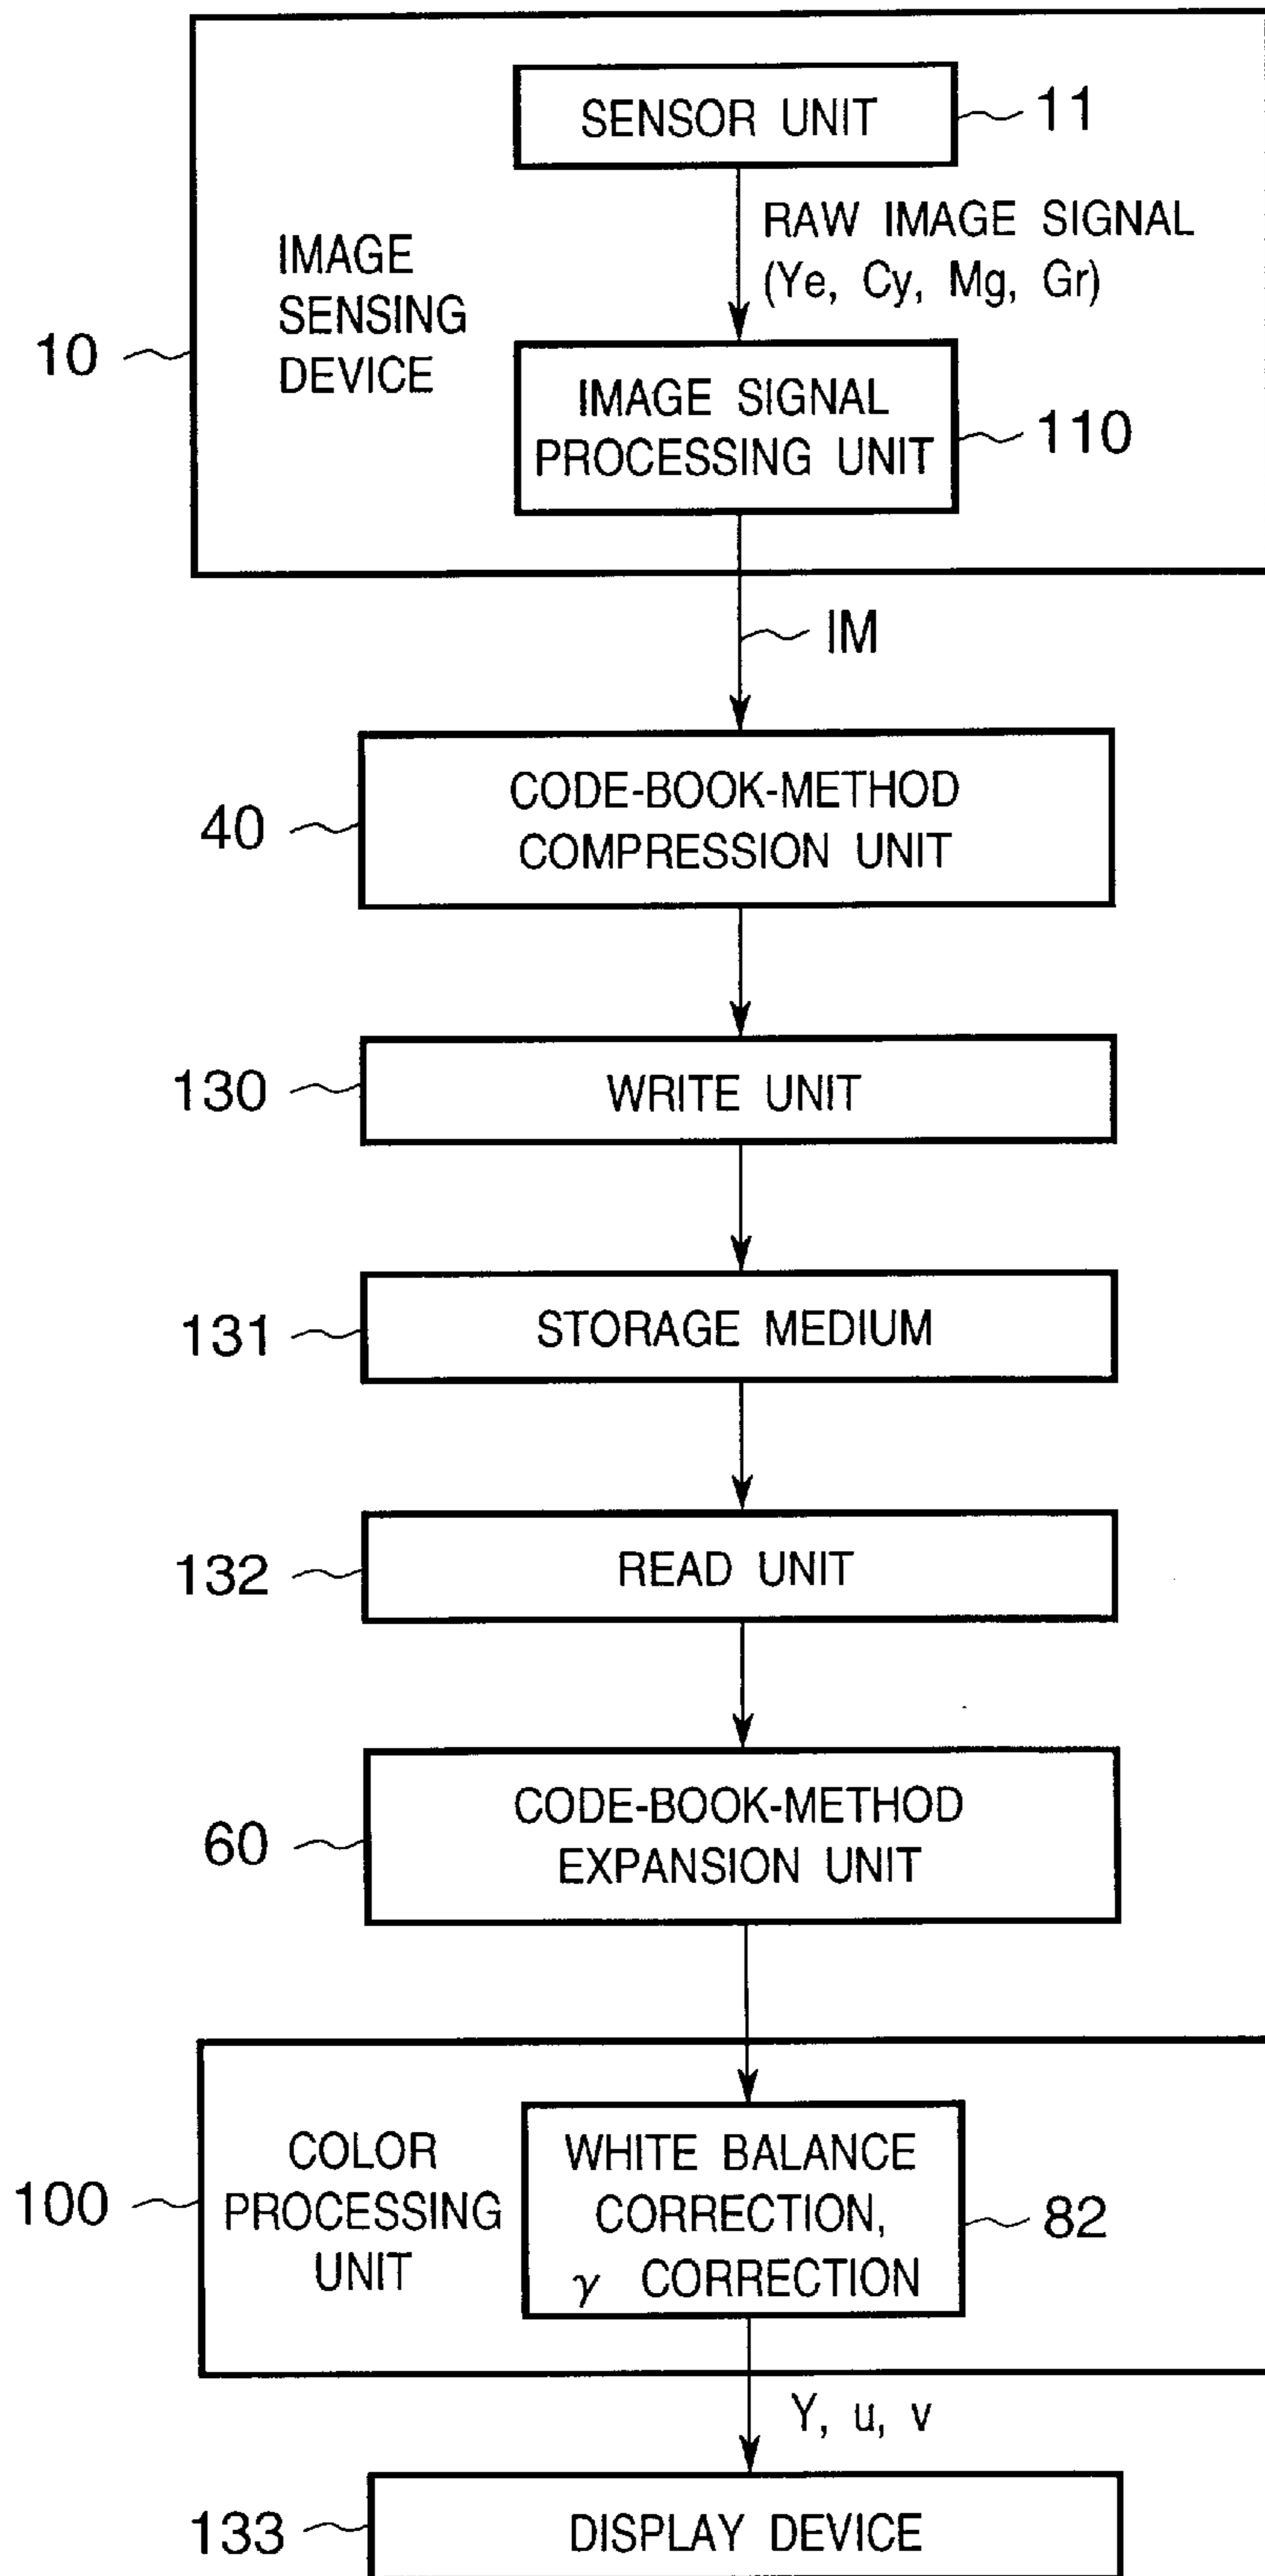 SENSOR UNIT
11
RAW IMAGE SIGNAL
(Ye, Cy, Mg, Gr)
IMAGE
SENSING
DEVICE
10
IMAGE SIGNAL
PROCESSING UNIT
110
IM
CODE-BOOK-METHOD
COMPRESSION UNIT
40
WRITE UNIT
130
STORAGE MEDIUM
131
READ UNIT
132
CODE-BOOK-METHOD
EXPANSION UNIT
60
COLOR
PROCESSING
UNIT
100
WHITE BALANCE
CORRECTION,
γ CORRECTION
82
Y, u, v
DISPLAY DEVICE
133